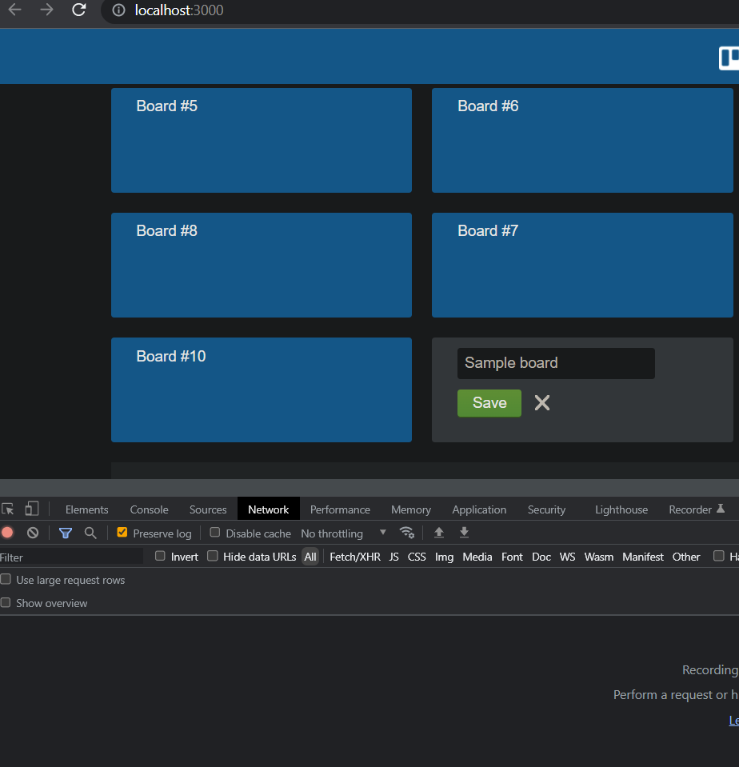 localhost:3000
Board #5
Board #6
Board #8
Board #7
Board #10
Sample board
Save
Elements Console Sources Network Performance Memory Application Security Lighthouse Recorder
Preserve log Disable cache No throttling
Filter Invert Hide data URLs All Fetch/XHR JS CSS Img Media Font Doc WS Wasm Manifest Other Ha
Use large request rows
Show overview
Recording
Perform a request or h
Le